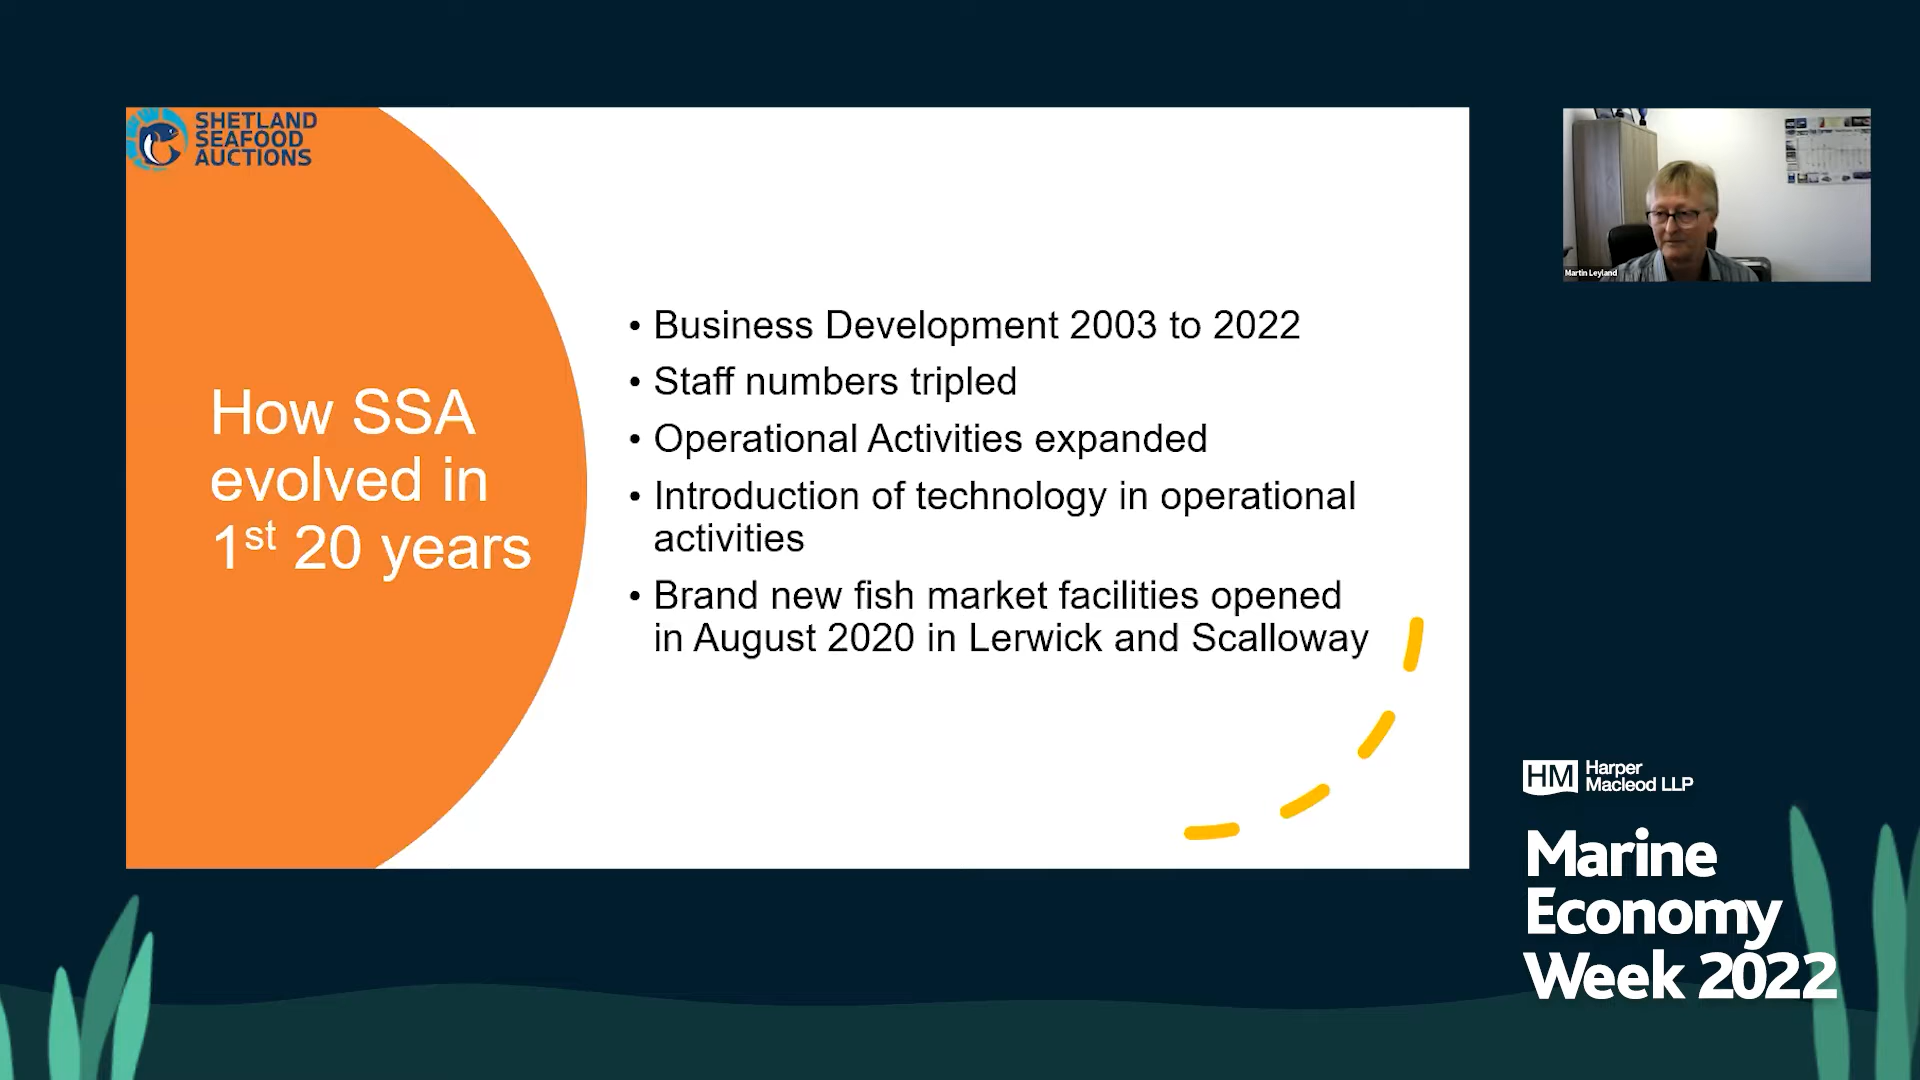 SHETLAND
SEAFOOD
AUCTIONS
How SSA
evolved in
1st 20 years
• Business Development 2003 to 2022
• Staff numbers tripled
• Operational Activities expanded
• Introduction of technology in operational
activities
• Brand new fish market facilities opened
in August 2020 in Lerwick and Scalloway
Martin Leyland
HM Harper
Macleod LLP
Marine
Economy
Week 2022